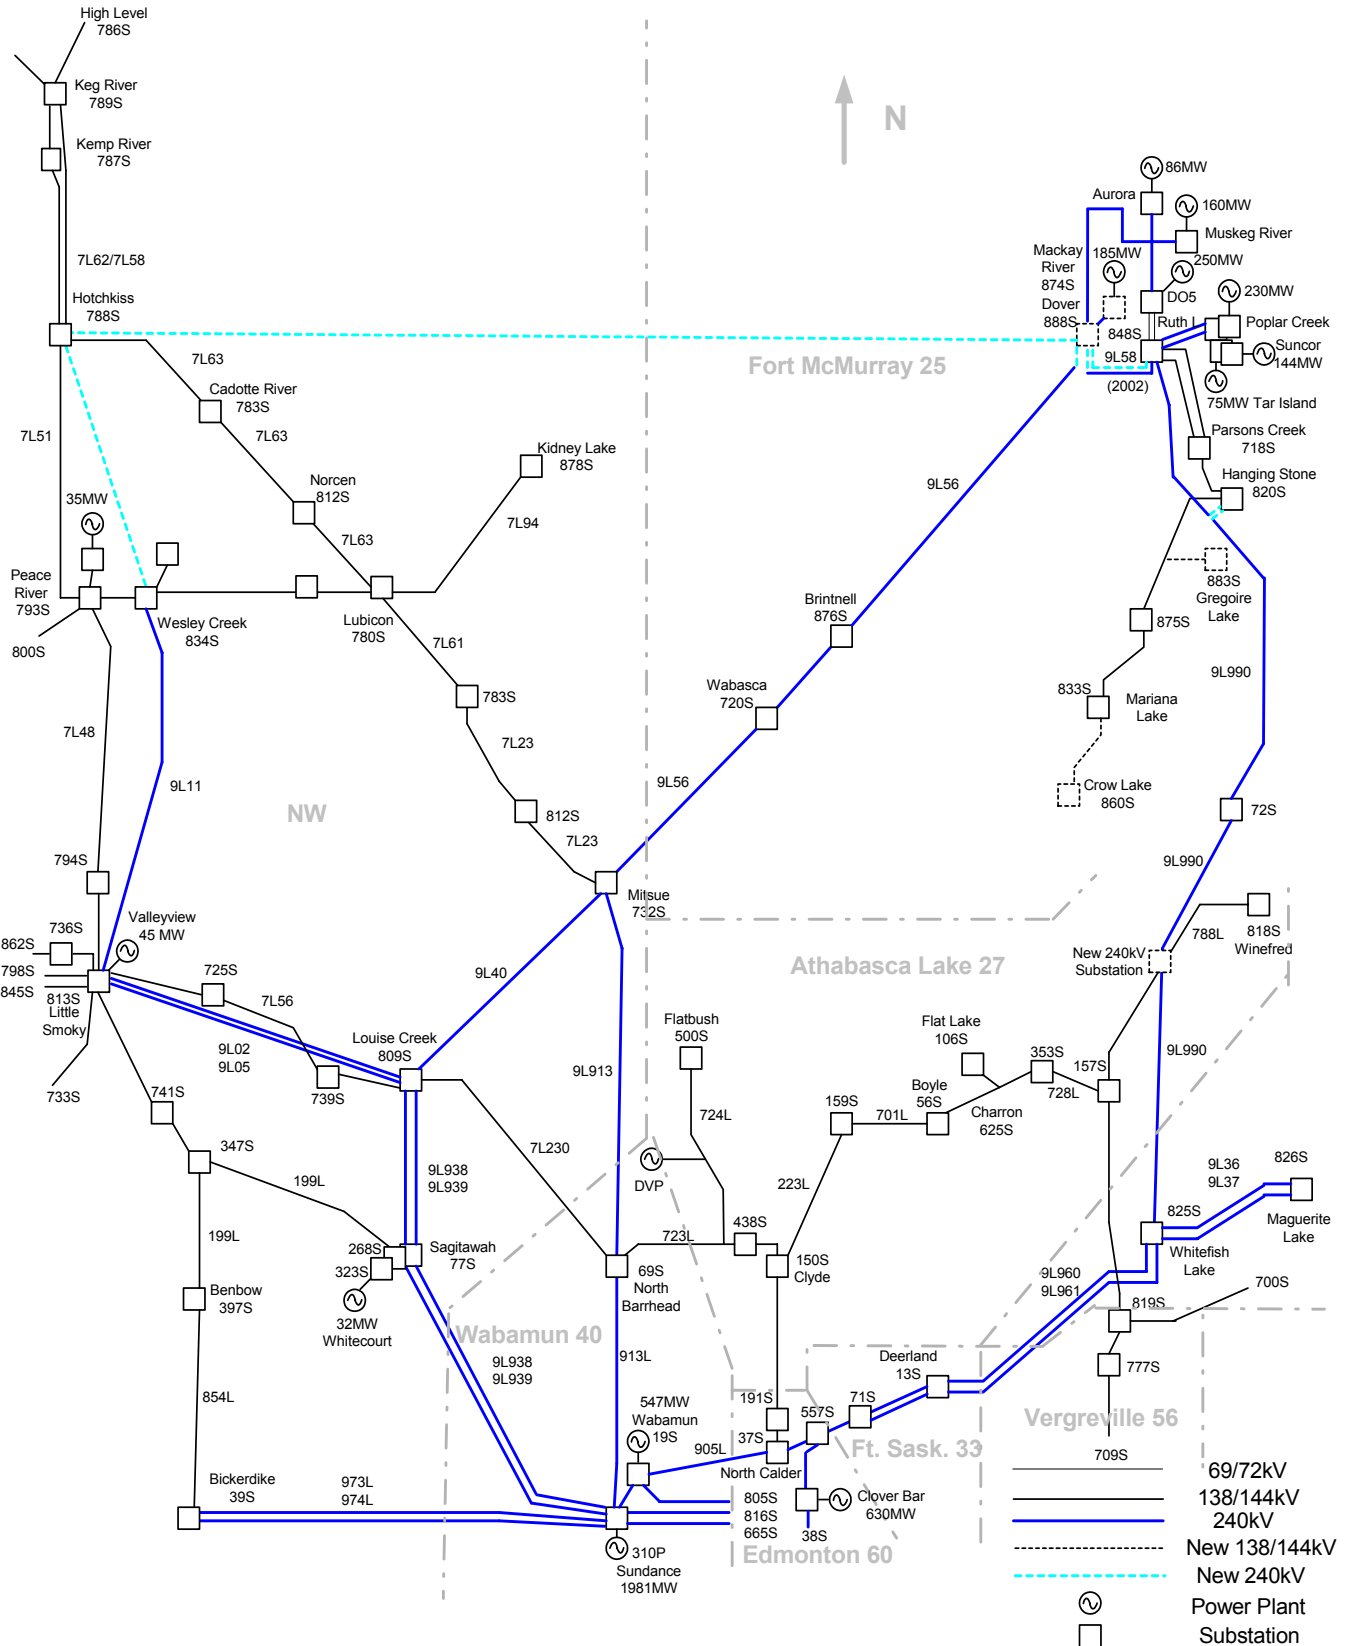 High Level
786S
Keg River
789S
Kemp River
787S
7L62/7L58
Hotchkiss
788S
N
86MW
Aurora
160MW
Muskeg River
Mackay
River
874S
185MW
250MW
Dover
888S
DO5
230MW
Ruth L
848S
Poplar Creek
9L58
Suncor
144MW
(2002)
75MW Tar Island
Fort McMurray 25
7L63
Cadotte River
783S
7L63
7L51
Parsons Creek
718S
Kidney Lake
878S
Hanging Stone
820S
Norcen
812S
9L56
35MW
7L94
7L63
Peace
River
793S
883S
Gregoire
Lake
Brintnell
876S
Wesley Creek
834S
Lubicon
780S
875S
800S
7L61
9L990
Wabasca
720S
783S
833S
Mariana
Lake
7L48
7L23
9L11
9L56
Crow Lake
860S
NW
812S
72S
7L23
794S
9L990
Mitsue
732S
Valleyview
45 MW
736S
862S
788L
818S
Winefred
798S
845S
725S
New 240kV
Substation
813S
Little
Smoky
9L40
Athabasca Lake 27
7L56
Flatbush
500S
Flat Lake
106S
Louise Creek
809S
9L02
9L05
353S
9L913
9L990
157S
733S
739S
Boyle
56S
728L
741S
159S
701L
Charron
625S
724L
347S
7L230
9L938
9L939
9L36
9L37
826S
199L
DVP
223L
825S
Maguerite
Lake
199L
723L
438S
268S
Sagitawah
77S
Whitefish
Lake
323S
69S
North
Barrhead
150S
Clyde
9L960
9L961
700S
Benbow
397S
32MW
Whitecourt
819S
Wabamun 40
913L
9L938
9L939
Deerland
13S
777S
854L
547MW
Wabamun
19S
191S
71S
557S
Vergreville 56
37S
905L
North Calder
Ft. Sask. 33
709S
69/72kV
Bickerdike
39S
973L
974L
805S
816S
665S
Clover Bar
630MW
138/144kV
240kV
38S
310P
Sundance
1981MW
Edmonton 60
New 138/144kV
New 240kV
Power Plant
Substation